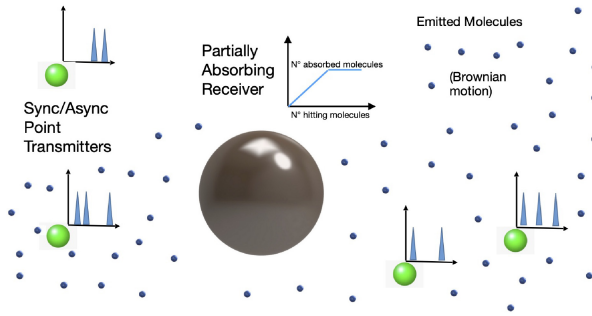 Emitted Molecules
Partially
Absorbing
Receiver
N° absorbed molecules
N° hitting molecules
(Brownian
motion)
Sync/Async
Point
Transmitters